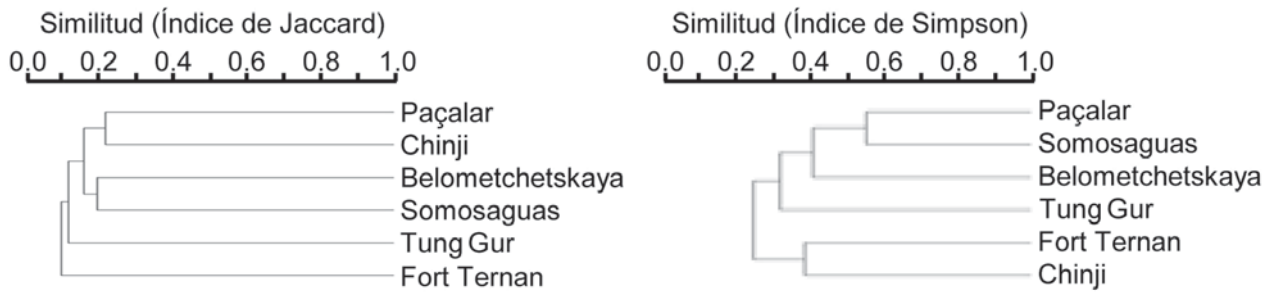 Similitud (Índice de Jaccard)
0.0 0.2 0.4 0.6 0.8 1.0
Paçalar
Chinji
Belometchetskaya
Somosaguas
Tung Gur
Fort Ternan
Similitud (Índice de Simpson)
0.0 0.2 0.4 0.6 0.8 1.0
Paçalar
Somosaguas
Belometchetskaya
Tung Gur
Fort Ternan
Chinji